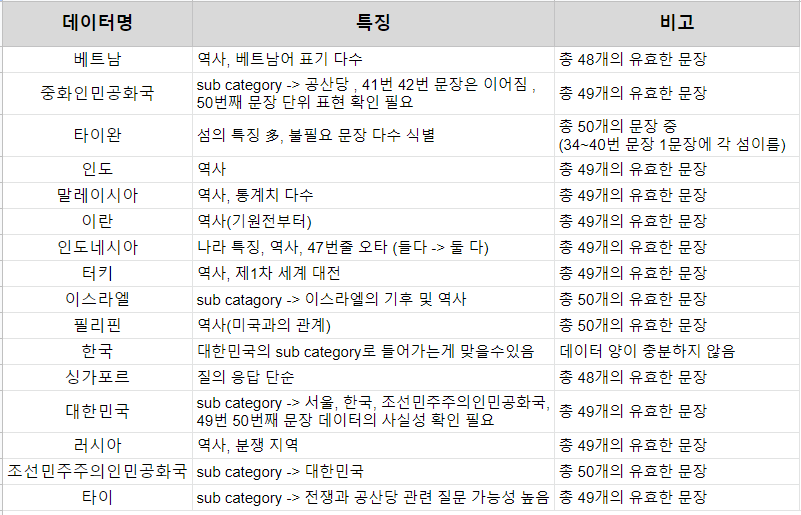 데이터명 특징 비고
베트남 역사, 베트남어 표기 다수 총 48개의 유효한 문장
중화인민공화국 sub category -> 공산당 , 41번 42번 문장은 이어짐 ,
50번째 문장 단위 표현 확인 필요 총 49개의 유효한 문장
타이완 섬의 특징 多, 불필요 문장 다수 식별 총 50개의 문장 중
(34~40번 문장 1문장에 각 섬이름)
인도 역사 총 49개의 유효한 문장
말레이시아 역사, 통계치 다수 총 49개의 유효한 문장
이란 역사(기원전부터) 총 49개의 유효한 문장
인도네시아 나라 특징, 역사, 47번줄 오타 (들다 -> 둘 다) 총 49개의 유효한 문장
터키 역사, 제1차 세계 대전 총 49개의 유효한 문장
이스라엘 sub catagory -> 이스라엘의 기후 및 역사 총 50개의 유효한 문장
필리핀 역사(미국과의 관계) 총 50개의 유효한 문장
한국 대한민국의 sub category로 들어가는게 맞을수있음 데이터 양이 충분하지 않음
싱가포르 질의 응답 단순 총 48개의 유효한 문장
대한민국 sub category -> 서울, 한국, 조선민주주의인민공화국,
49번 50번째 문장 데이터의 사실성 확인 필요 총 49개의 유효한 문장
러시아 역사, 분쟁 지역 총 49개의 유효한 문장
조선민주주의인민공화국 sub category -> 대한민국 총 50개의 유효한 문장
타이 sub category -> 전쟁과 공산당 관련 질문 가능성 높음 총 49개의 유효한 문장